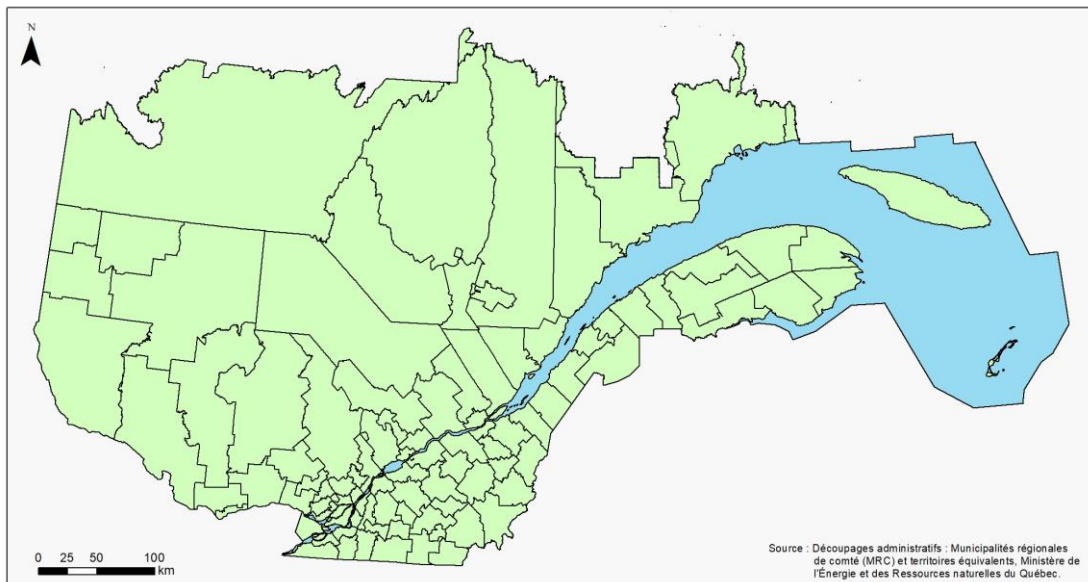 N
0 25 50 100
km
Source : Découpages administratifs : Municipalités régionales
de comté (MRC) et territoires équivalents, Ministère de
l'Énergie et des Ressources naturelles du Québec.